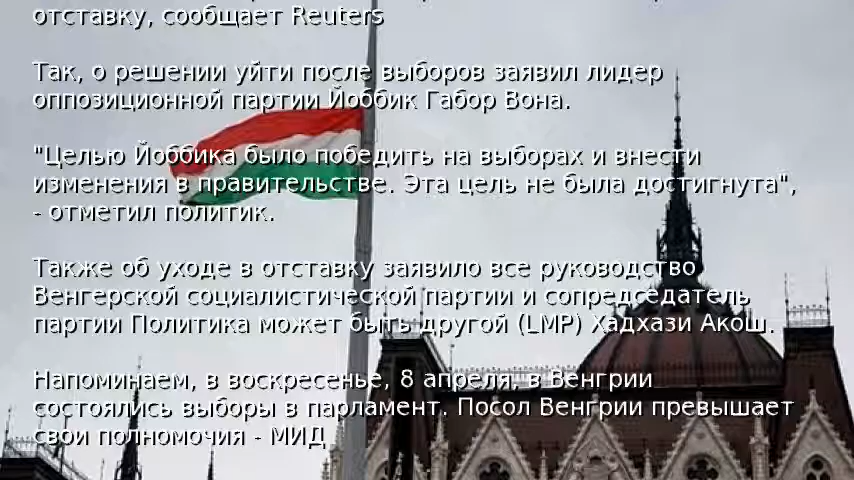 отставку, сообщает Reuters
Так, о решении уйти после выборов заявил лидер
оппозиционной партии Йоббик Габор Вона.
"Целью Йоббика было победить на выборах и внести
изменения в правительстве. Эта цель не была достигнута",
- отметил политик.
Также об уходе в отставку заявило все руководство
Венгерской социалистической партии и сопредседатель
партии Политика может быть другой (LMP) Хадхази Акош.
Напоминаем, в воскресенье, 8 апреля, в Венгрии
состоялись выборы в парламент. Посол Венгрии превышает
свои полномочия - МИД